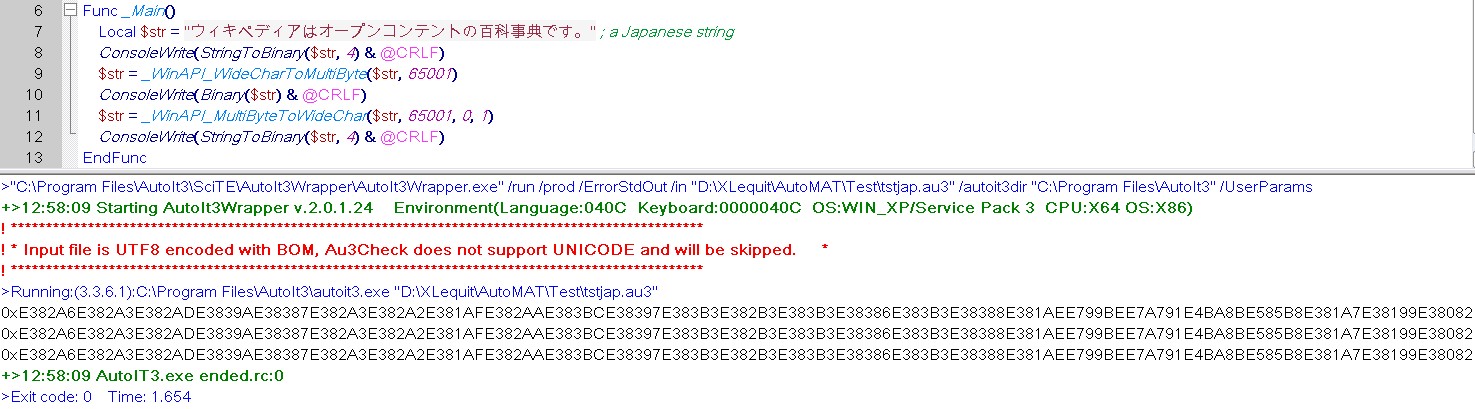 6 Func _Main()
7 Local $str = "ウィキペディアはオープンコンテントの百科事典です。" ; a Japanese string
8 ConsoleWrite(StringToBinary($str, 4) & @CRLF)
9 $str = _WinAPI_WideCharToMultiByte($str, 65001)
10 ConsoleWrite(Binary($str) & @CRLF)
11 $str = _WinAPI_MultiByteToWideChar($str, 65001, 0, 1)
12 ConsoleWrite(StringToBinary($str, 4) & @CRLF)
13 EndFunc
>"C:\Program Files\AutoIt3\SciTE\AutoIt3Wrapper\AutoIt3Wrapper.exe" /run /prod /ErrorStdOut /in "D:\XLequit\AutoMAT\Test\tstjap.au3" /autoit3dir "C:\Program Files\AutoIt3" /UserParams
+>12:58:09 Starting AutoIt3Wrapper v.2.0.1.24 Environment(Language:040C Keyboard:0000040C OS:WIN_XP/Service Pack 3 CPU:X64 OS:X86)
! ****************************************************************************************************
! * Input file is UTF8 encoded with BOM, Au3Check does not support UNICODE and will be skipped. *
! ****************************************************************************************************
>Running:(3.3.6.1):C:\Program Files\AutoIt3\autoit3.exe "D:\XLequit\AutoMAT\Test\tstjap.au3"
0xE382A6E382A3E382ADE3839AE38387E382A3E382A2E381AFE382AAE383BCE38397E383B3E382B3E383B3E38386E383B3E38388E381AEE799BEE7A791E4BA8BE585B8E381A7E38199E38082
0xE382A6E382A3E382ADE3839AE38387E382A3E382A2E381AFE382AAE383BCE38397E383B3E382B3E383B3E38386E383B3E38388E381AEE799BEE7A791E4BA8BE585B8E381A7E38199E38082
0xE382A6E382A3E382ADE3839AE38387E382A3E382A2E381AFE382AAE383BCE38397E383B3E382B3E383B3E38386E383B3E38388E381AEE799BEE7A791E4BA8BE585B8E381A7E38199E38082
+>12:58:09 AutoIT3.exe ended.rc:0
>Exit code: 0 Time: 1.654